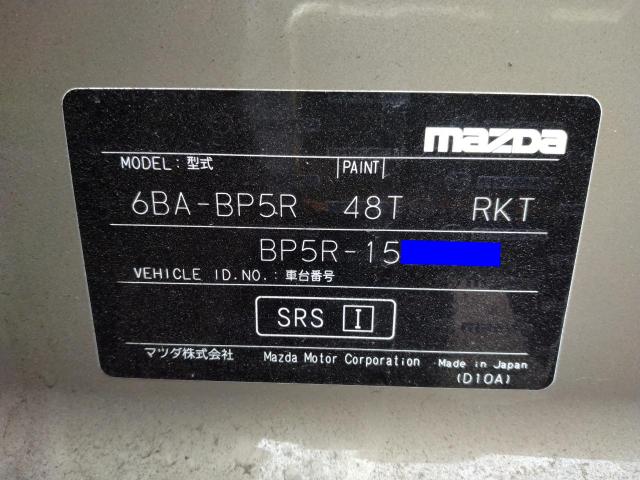 mazda
MODEL: 型式 PAINT
6BA-BP5R 48T RKT
BP5R-15
VEHICLE ID.NO.: 車台番号
SRS I
マツダ株式会社 Mazda Motor Corporation Made in Japan
(D10A)